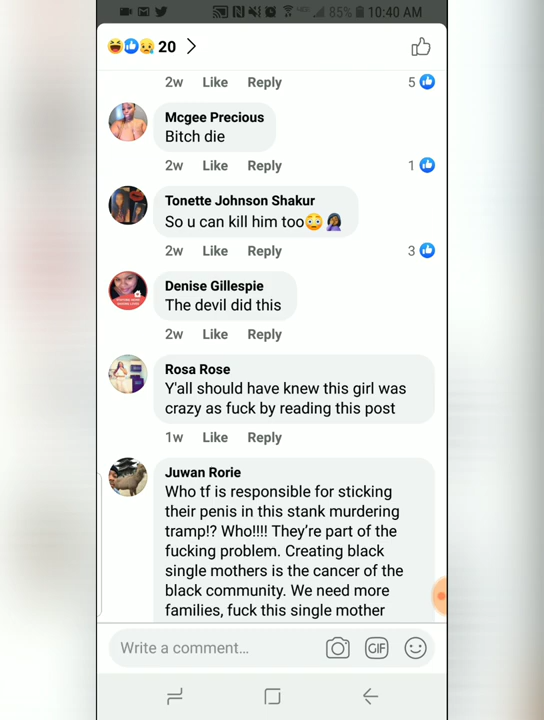 85% 10:40 AM
20
2w Like Reply 5
Mcgee Precious
Bitch die
2w Like Reply 1
Tonette Johnson Shakur
So u can kill him too😳🤦🏾‍♀️
2w Like Reply 3
Denise Gillespie
The devil did this
2w Like Reply
Rosa Rose
Y'all should have knew this girl was
crazy as fuck by reading this post
1w Like Reply
Juwan Rorie
Who tf is responsible for sticking
their penis in this stank murdering
tramp!? Who!!!! They're part of the
fucking problem. Creating black
single mothers is the cancer of the
black community. We need more
families, fuck this single mother
Write a comment...
GIF